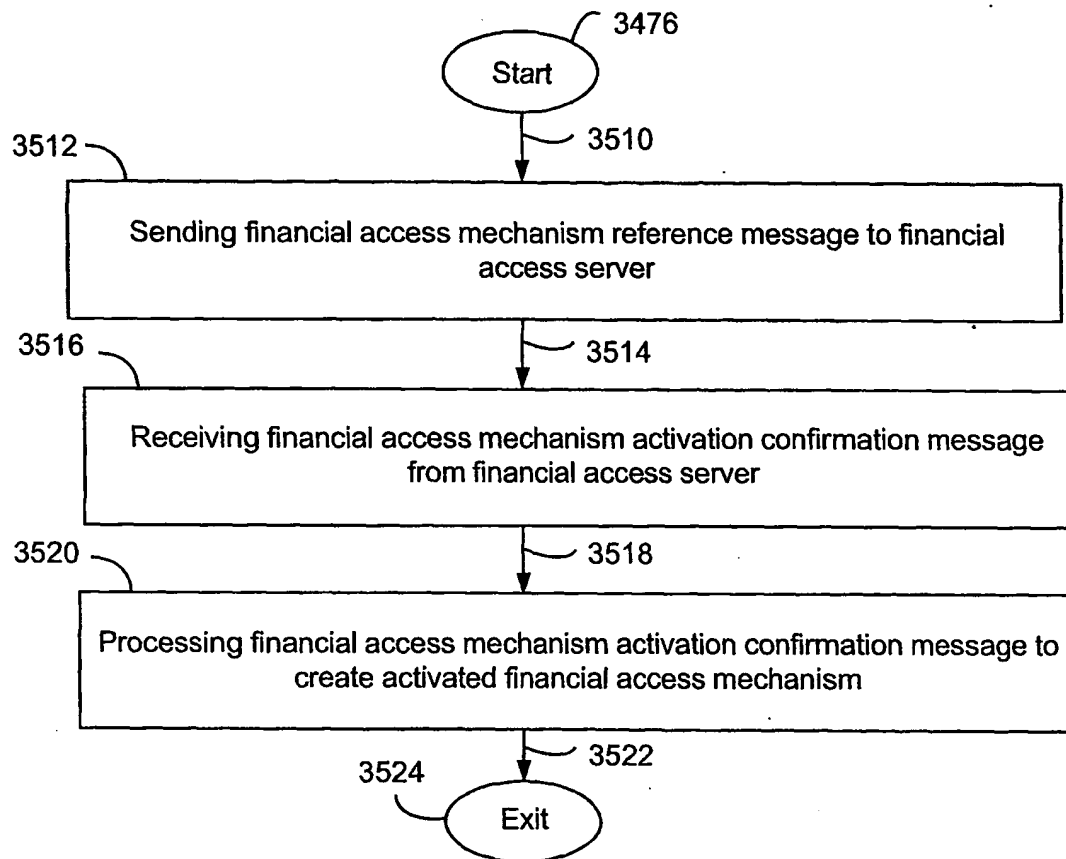 3476
Start
3510
3512
Sending financial access mechanism reference message to financial
access server
3514
3516
Receiving financial access mechanism activation confirmation message
from financial access server
3518
3520
Processing financial access mechanism activation confirmation message to
create activated financial access mechanism
3522
3524
Exit